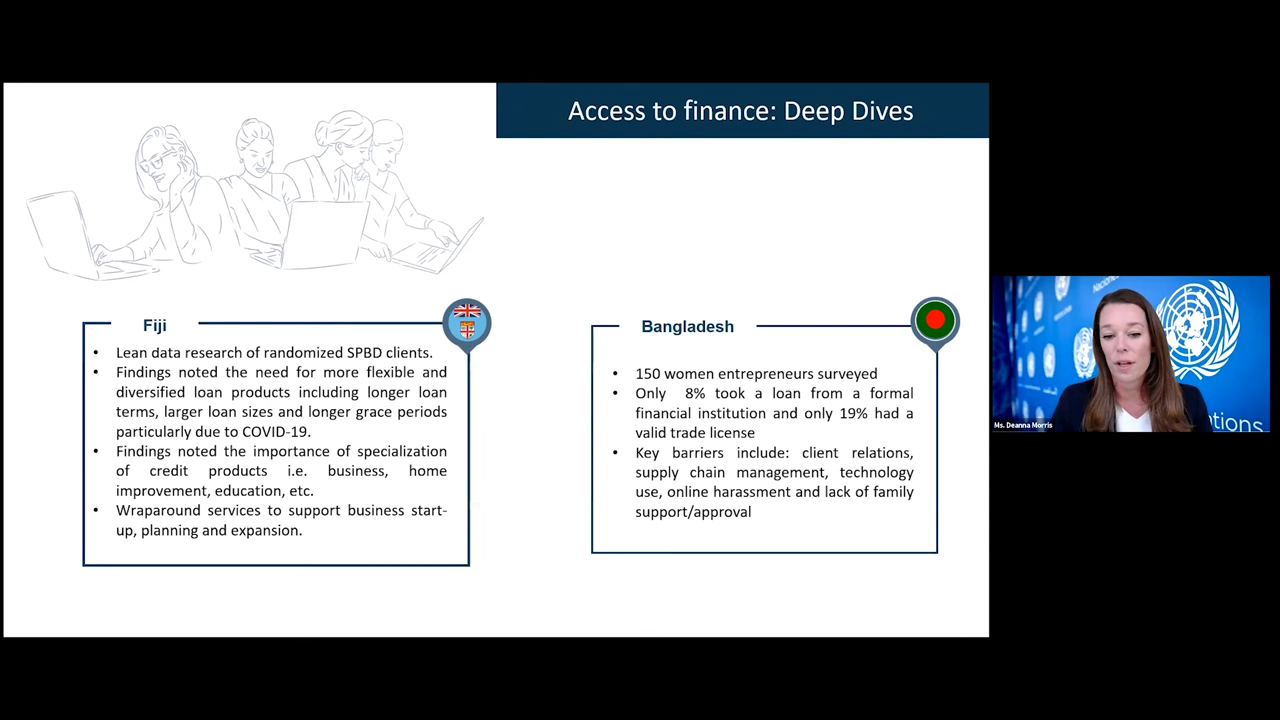 Access to finance: Deep Dives
Fiji
• Lean data research of randomized SPBD clients.
• Findings noted the need for more flexible and
diversified loan products including longer loan
terms, larger loan sizes and longer grace periods
particularly due to COVID-19.
• Findings noted the importance of specialization
of credit products i.e. business, home
improvement, education, etc.
• Wraparound services to support business start-
up, planning and expansion.
Bangladesh
• 150 women entrepreneurs surveyed
• Only 8% took a loan from a formal
financial institution and only 19% had a
valid trade license
• Key barriers include: client relations,
supply chain management, technology
use, online harassment and lack of family
support/approval
Ms. Deanna Morris